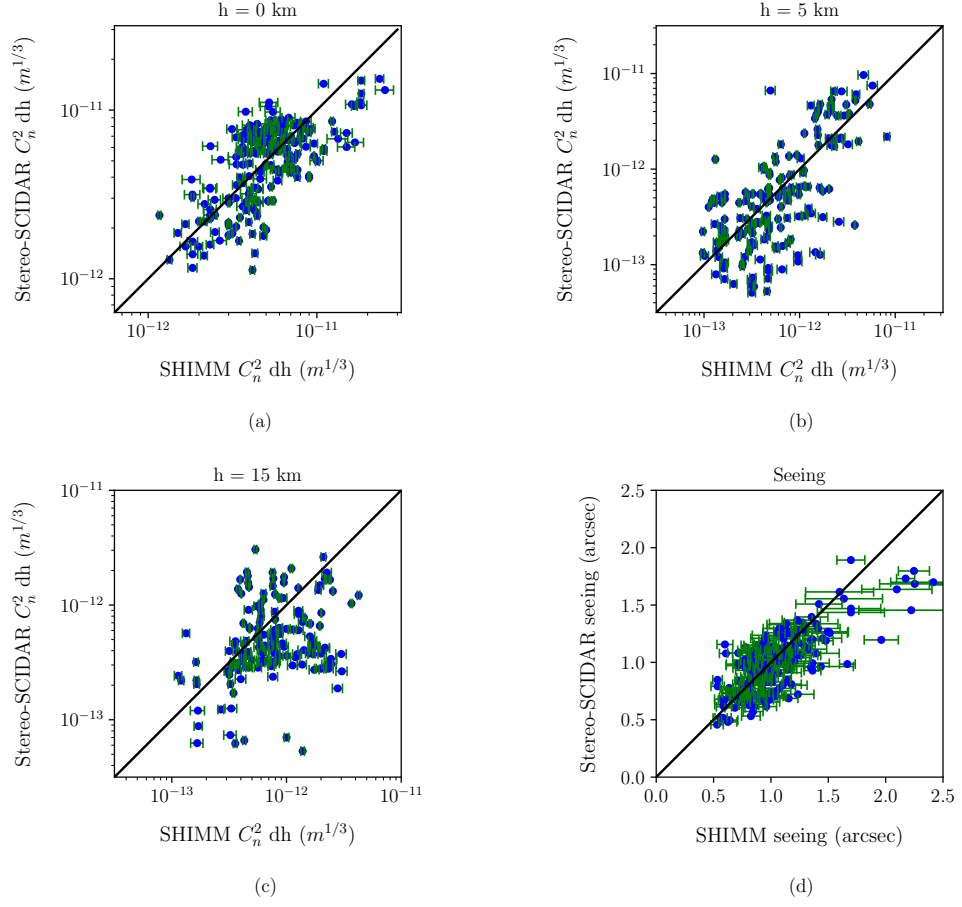 h = 0 km
Stereo-SCIDAR $C_n^2$ dh ($m^{1/3}$)
10^{-11}
10^{-12}
10^{-12}
10^{-11}
SHIMM $C_n^2$ dh ($m^{1/3}$)
(a)
h = 5 km
Stereo-SCIDAR $C_n^2$ dh ($m^{1/3}$)
10^{-11}
10^{-12}
10^{-13}
10^{-13}
10^{-12}
10^{-11}
SHIMM $C_n^2$ dh ($m^{1/3}$)
(b)
h = 15 km
Stereo-SCIDAR $C_n^2$ dh ($m^{1/3}$)
10^{-11}
10^{-12}
10^{-13}
10^{-13}
10^{-12}
10^{-11}
SHIMM $C_n^2$ dh ($m^{1/3}$)
(c)
Seeing
Stereo-SCIDAR seeing (arcsec)
2.5
2.0
1.5
1.0
0.5
0.0
0.0
0.5
1.0
1.5
2.0
2.5
SHIMM seeing (arcsec)
(d)